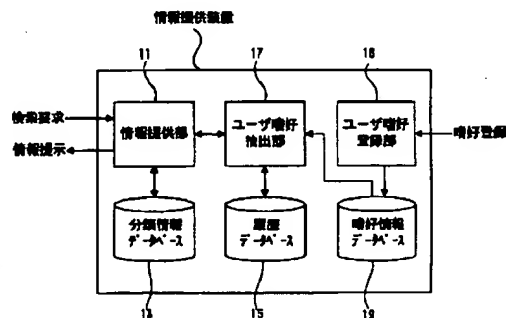 情報提供装置
11
17
18
検索要求
情報提示
情報提供部
ユーザ嗜好
抽出部
ユーザ嗜好
登録部
嗜好登録
分類情報
データベース
履歴
データベース
嗜好情報
データベース
14
15
19